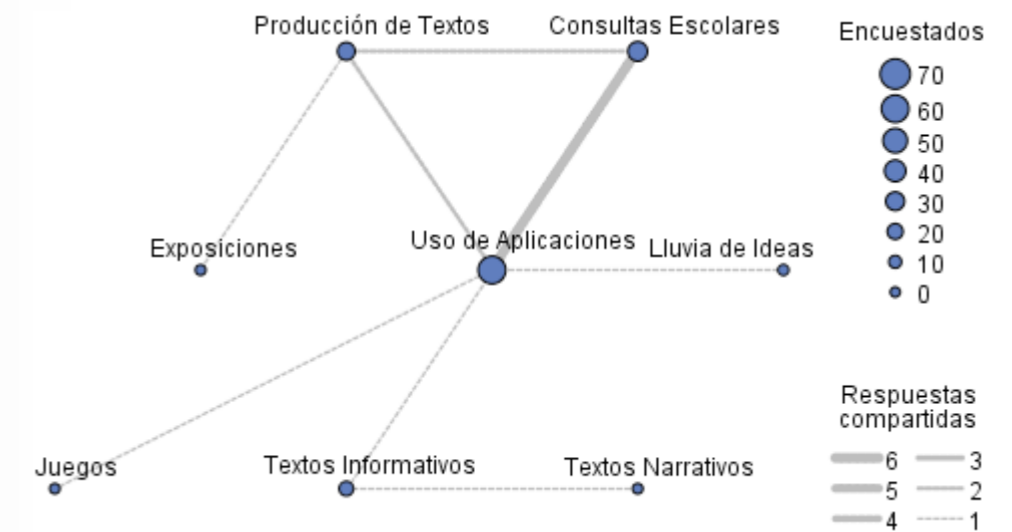 Producción de Textos
Consultas Escolares
Exposiciones
Uso de Aplicaciones
Lluvia de Ideas
Juegos
Textos Informativos
Textos Narrativos
Encuestados
70
60
50
40
30
20
10
0
Respuestas
compartidas
6 3
5 2
4 1